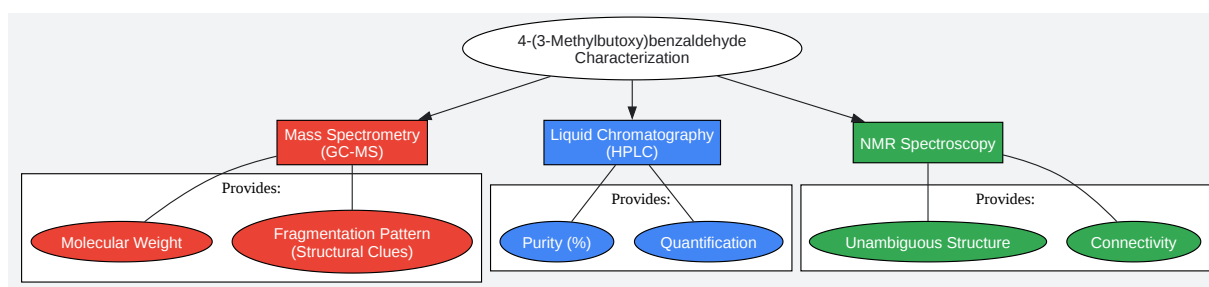 4-(3-Methylbutoxy)benzaldehyde
Characterization
Mass Spectrometry
(GC-MS)
Liquid Chromatography
(HPLC)
NMR Spectroscopy
Provides:
Provides:
Provides:
Molecular Weight
Fragmentation Pattern
(Structural Clues)
Purity (%)
Quantification
Unambiguous Structure
Connectivity